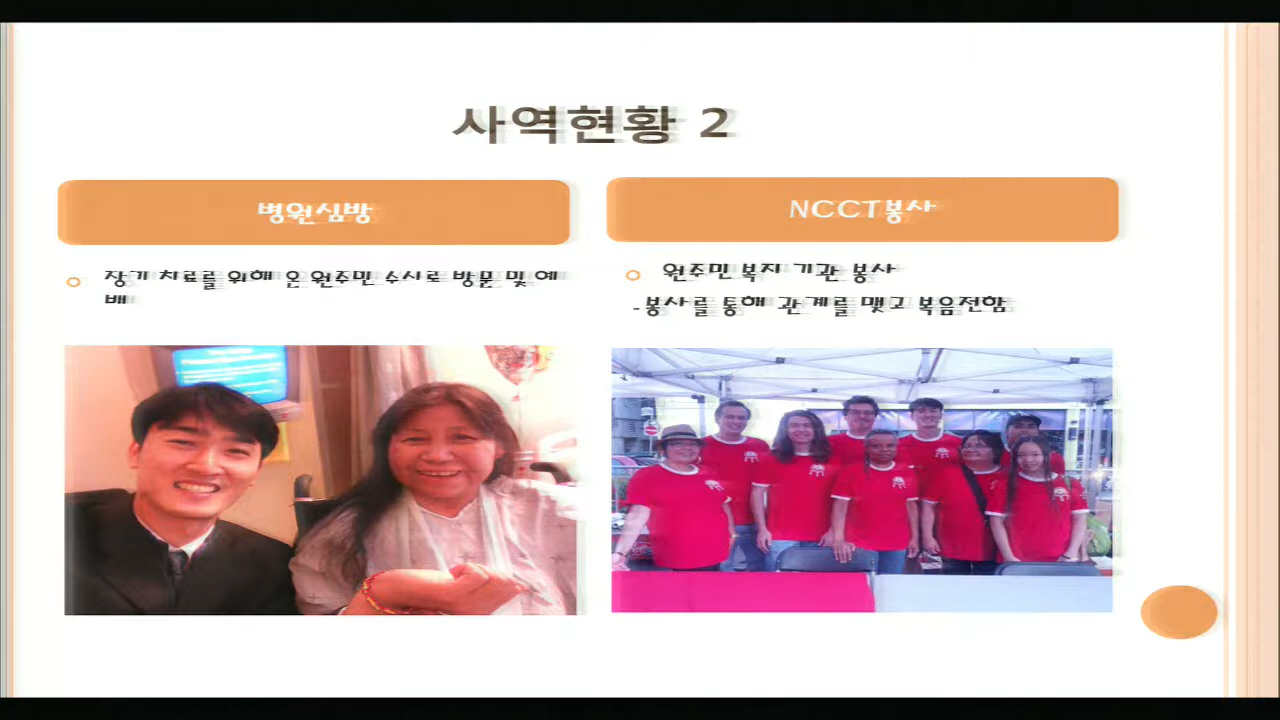 사역현황 2
병원심방
장기 치료를 위해 온 원주민 수시로 방문 및 예
배
NCCT봉사
원주민 복지 기관 봉사
-봉사를 통해 관계를 맺고 복음전함